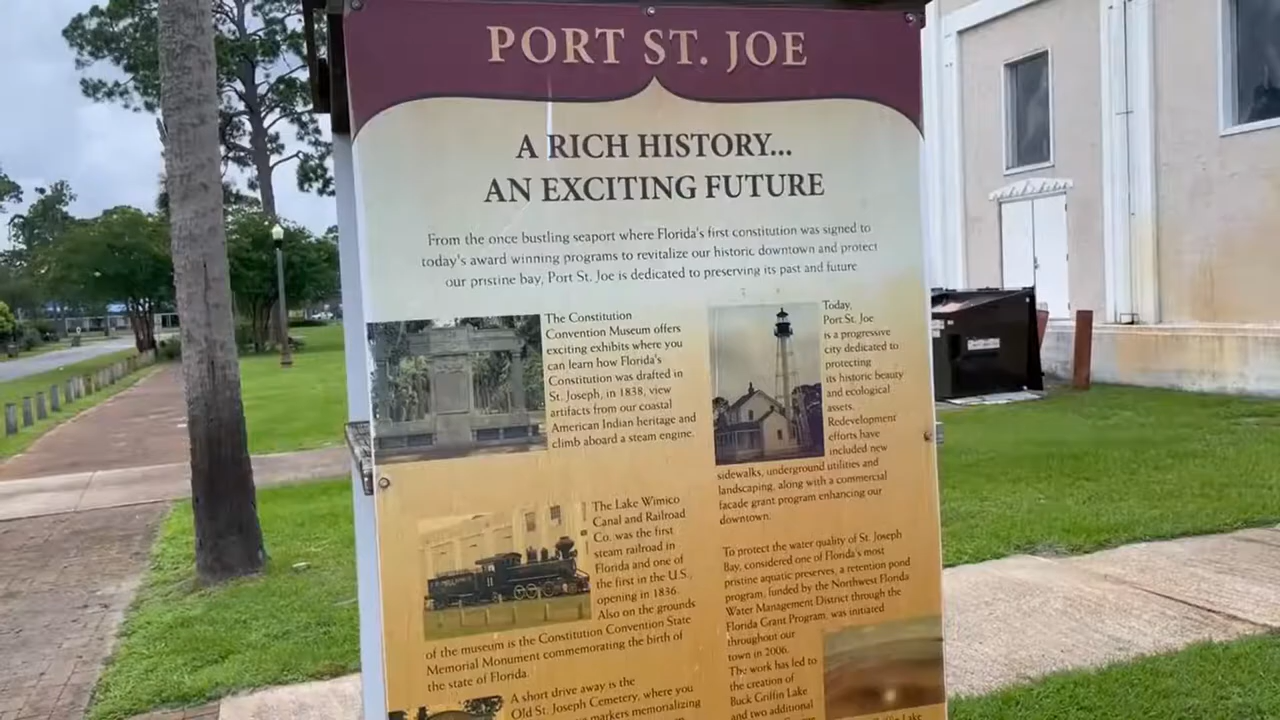 PORT ST. JOE
A RICH HISTORY...
AN EXCITING FUTURE
From the once bustling seaport where Florida's first constitution was signed to
today's award winning programs to revitalize our historic downtown and protect
our pristine bay, Port St. Joe is dedicated to preserving its past and future
The Constitution
Convention Museum offers
exciting exhibits where you
can learn how Florida's
Constitution was drafted in
St. Joseph, in 1838, view
artifacts from our coastal
American Indian heritage and
climb aboard a steam engine.
The Lake Wimico
Canal and Railroad
Co. was the first
steam railroad in
Florida and one of
the first in the U.S.,
opening in 1836.
Also on the grounds
of the museum is the Constitution Convention State
Memorial Monument commemorating the birth of
the state of Florida.
A short drive away is the
Old St. Joseph Cemetery, where you
markers memorializing
Today,
Port St. Joe
is a progressive
city dedicated to
protecting
its historic beauty
and ecological
assets.
Redevelopment
efforts have
included new
sidewalks, underground utilities and
landscaping, along with a commercial
facade grant program enhancing our
downtown.
To protect the water quality of St. Joseph
Bay, considered one of Florida's most
pristine aquatic preserves, a retention pond
program, funded by the Northwest Florida
Water Management District through the
Florida Grant Program, was initiated
throughout our
town in 2006.
The work has led to
the creation of
Buck Griffin Lake
and two additional